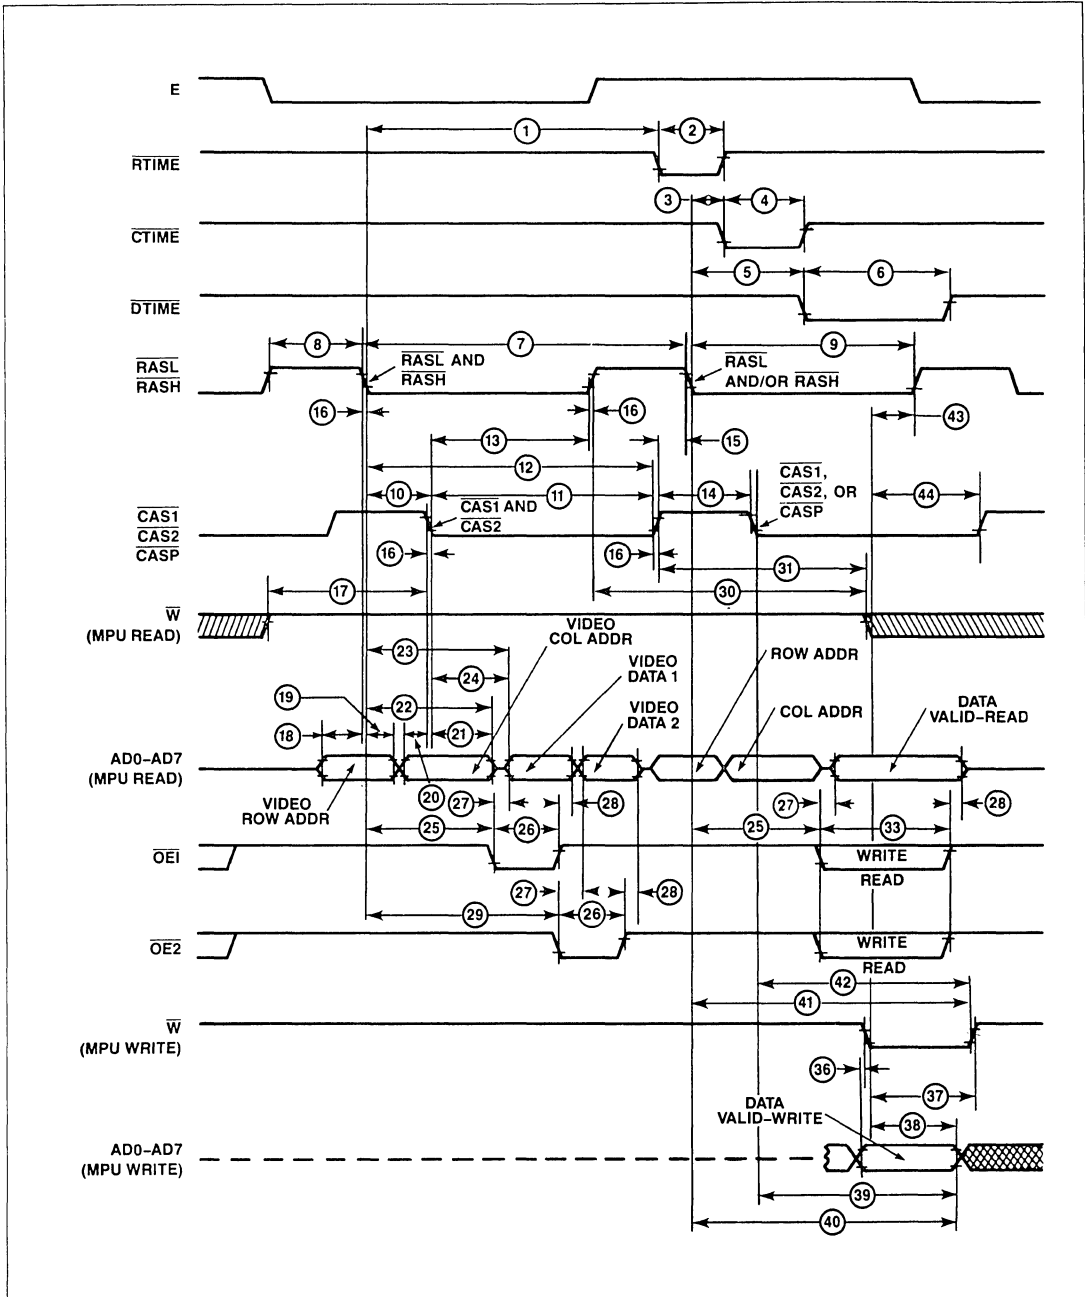 E
1
2
RTIME
3
4
CTIME
5
6
DTIME
8
7
9
RASL
RASH
RASL AND
RASH
RASL
AND/OR RASH
16
16
43
13
15
12
10
11
14
44
CAS1,
CAS2, OR
CASP
CAS1
CAS2
CASP
CAS1 AND
CAS2
16
16
31
17
30
W
(MPU READ)
VIDEO
COL ADDR
23
24
VIDEO
DATA 1
ROW ADDR
19
22
VIDEO
DATA 2
COL ADDR
DATA
VALID–READ
18
21
AD0–AD7
(MPU READ)
VIDEO
ROW ADDR
20
27
28
27
28
25
26
25
33
OE1
WRITE
READ
27
28
29
26
OE2
WRITE
READ
42
41
W
(MPU WRITE)
36
37
DATA
VALID–WRITE
38
AD0–AD7
(MPU WRITE)
39
40